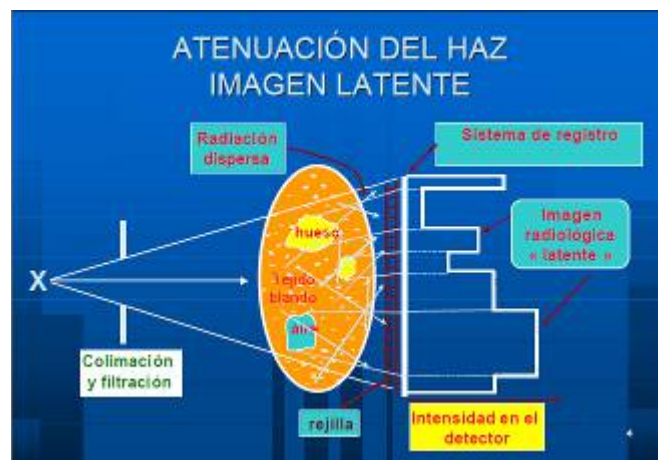 ATENUACIÓN DEL HAZ
IMAGEN LATENTE
Radiación
dispersa
Sistema de registro
hueso
Imagen
radiológica
« latente »
X
Tejido
blando
aire
Colimación
y filtración
rejilla
Intensidad en el
detector
4